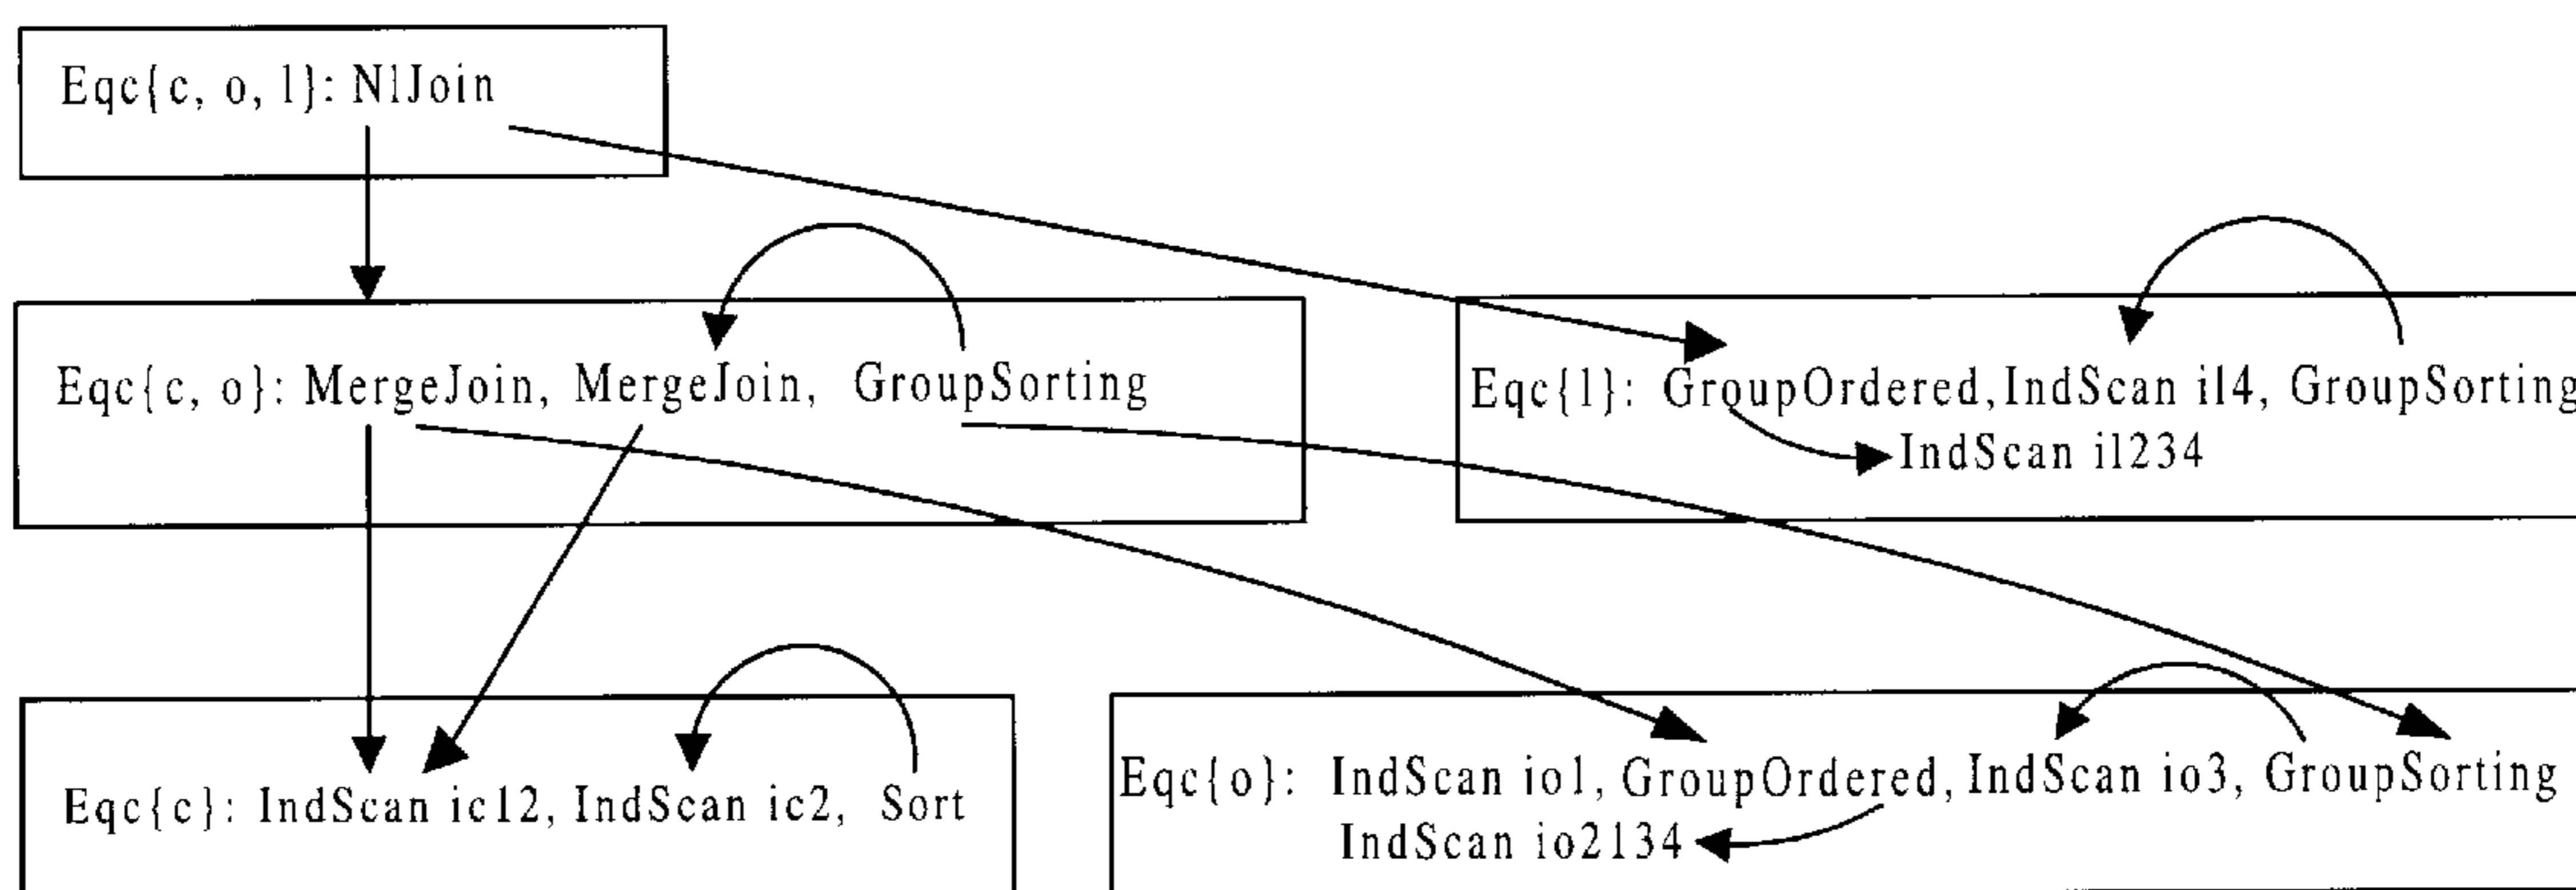 Eqc{c, o, l}: NlJoin
Eqc{c, o}: MergeJoin, MergeJoin, GroupSorting
Eqc{l}: GroupOrdered, IndScan il4, GroupSorting
IndScan il234
Eqc{c}: IndScan ic12, IndScan ic2, Sort
Eqc{o}: IndScan io1, GroupOrdered, IndScan io3, GroupSorting
IndScan io2134